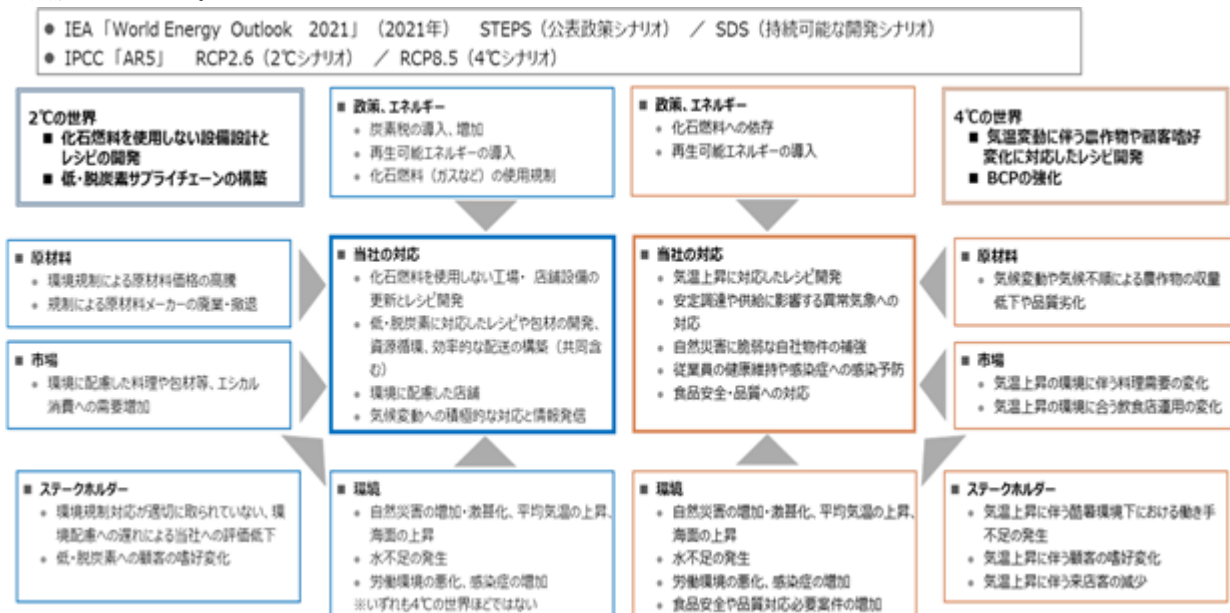 ● IEA「World Energy Outlook 2021」（2021年） STEPS（公表政策シナリオ） ／ SDS（持続可能な開発シナリオ）
● IPCC「AR5」 RCP2.6（2℃シナリオ） ／ RCP8.5（4℃シナリオ）
2℃の世界
■ 化石燃料を使用しない設備設計と
レシピの開発
■ 低・脱炭素サプライチェーンの構築
■ 政策、エネルギー
● 炭素税の導入、増加
● 再生可能エネルギーの導入
● 化石燃料（ガスなど）の使用規制
■ 政策、エネルギー
● 化石燃料への依存
● 再生可能エネルギーの導入
4℃の世界
■ 気温変動に伴う農作物や顧客嗜好
変化に対応したレシピ開発
■ BCPの強化
■ 原材料
● 環境規制による原材料価格の高騰
● 規制による原材料メーカーの廃業・撤退
■ 市場
● 環境に配慮した料理や包材等、エシカル
消費への需要増加
■ 当社の対応
● 化石燃料を使用しない工場・ 店舗設備の
更新とレシピ開発
● 低・脱炭素に対応したレシピや包材の開発、
資源循環、効率的な配送の構築（共同含
む）
● 環境に配慮した店舗
● 気候変動への積極的な対応と情報発信
■ 当社の対応
● 気温上昇に対応したレシピ開発
● 安定調達や供給に影響する異常気象への
対応
● 自然災害に脆弱な自社物件の補強
● 従業員の健康維持や感染症への感染予防
● 食品安全・品質への対応
■ 原材料
● 気候変動や気候不順による農作物の収量
低下や品質劣化
■ 市場
● 気温上昇の環境に伴う料理需要の変化
● 気温上昇の環境に合う飲食店運用の変化
■ ステークホルダー
● 環境規制対応が適切に取られていない、環
境配慮への遅れによる当社への評価低下
● 低・脱炭素への顧客の嗜好変化
■ 環境
● 自然災害の増加・激甚化、平均気温の上昇、
海面の上昇
● 水不足の発生
● 労働環境の悪化、感染症の増加
※いずれも4℃の世界ほどではない
■ 環境
● 自然災害の増加・激甚化、平均気温の上昇、
海面の上昇
● 水不足の発生
● 労働環境の悪化、感染症の増加
● 食品安全や品質対応必要案件の増加
■ ステークホルダー
● 気温上昇に伴う酷暑環境下における働き手
不足の発生
● 気温上昇に伴う顧客の嗜好変化
● 気温上昇に伴う来店客の減少